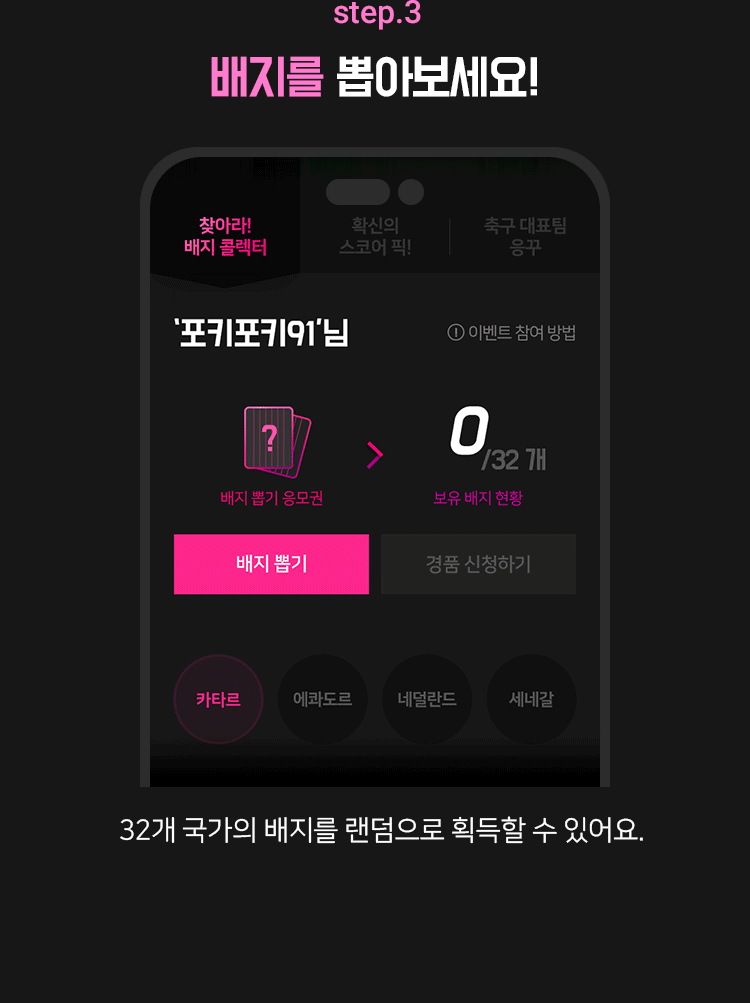 step.3
배지를 뽑아보세요!
찾아라!
배지 콜렉터
확신의
스코어 픽!
축구 대표팀
응꾸
‘포키포키91’님
! 이벤트 참여 방법
?
0/32 개
배지 뽑기 응모권
보유 배지 현황
배지 뽑기
경품 신청하기
카타르
에콰도르
네덜란드
세네갈
32개 국가의 배지를 랜덤으로 획득할 수 있어요.